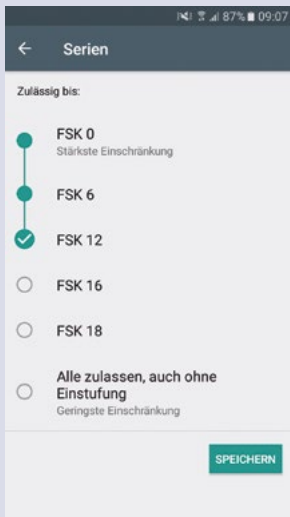 87% 09:07
Serien
Zulässig bis:
FSK 0
Stärkste Einschränkung
FSK 6
FSK 12
FSK 16
FSK 18
Alle zulassen, auch ohne
Einstufung
Geringste Einschränkung
SPEICHERN